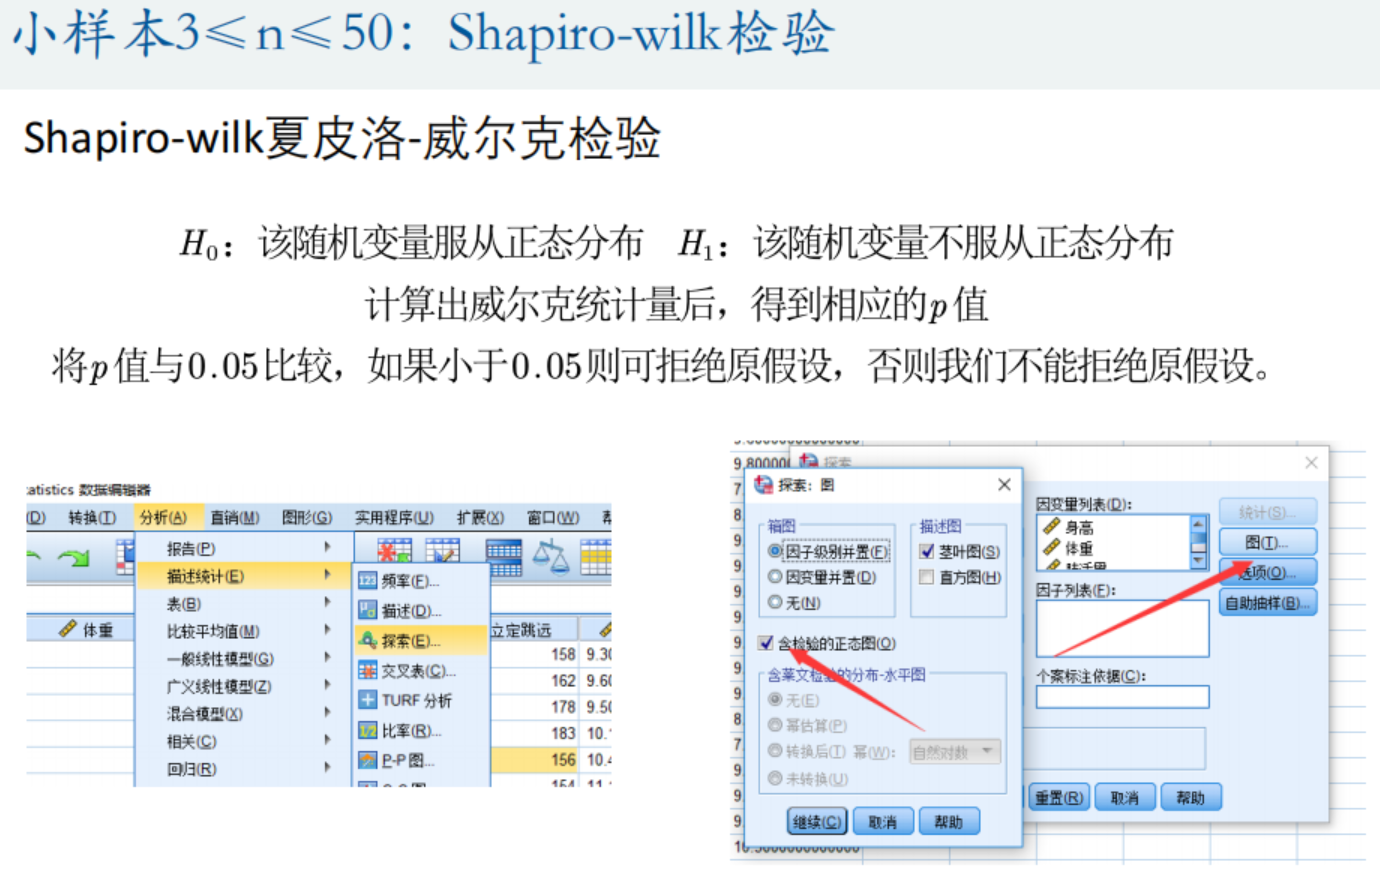 小样本3≤n≤50：Shapiro-wilk检验
Shapiro-wilk夏皮洛-威尔克检验
H₀：该随机变量服从正态分布 H₁：该随机变量不服从正态分布
计算出威尔克统计量后，得到相应的p值
将p值与0.05比较，如果小于0.05则可拒绝原假设，否则我们不能拒绝原假设。
atistics 数据编辑器
(D) 转换(T) 分析(A) 直销(M) 图形(G) 实用程序(U) 扩展(X) 窗口(W)
报告(P)
描述统计(E)
表(B)
比较平均值(M)
一般线性模型(G)
广义线性模型(Z)
混合模型(X)
相关(C)
回归(R)
体重
频率(F)...
描述(D)...
探索(E)...
交叉表(C)...
TURF 分析
比率(R)...
P-P 图...
立定跳远
158 9.30
162 9.60
178 9.50
183 10.
156 10.4
154 11.
探索
探索：图
箱图
因子级别并置(F)
因变量并置(D)
无(N)
描述图
茎叶图(S)
直方图(H)
含检验的正态图(O)
含莱文检验的分布-水平图
无(E)
幂估算(P)
转换后(T) 幂(W)： 自然对数
未转换(U)
继续(C) 取消 帮助
因变量列表(D)：
身高
体重
因子列表(F)：
个案标注依据(C)：
统计(S)...
图(T)...
选项(O)...
自助抽样(B)...
重置(R) 取消 帮助